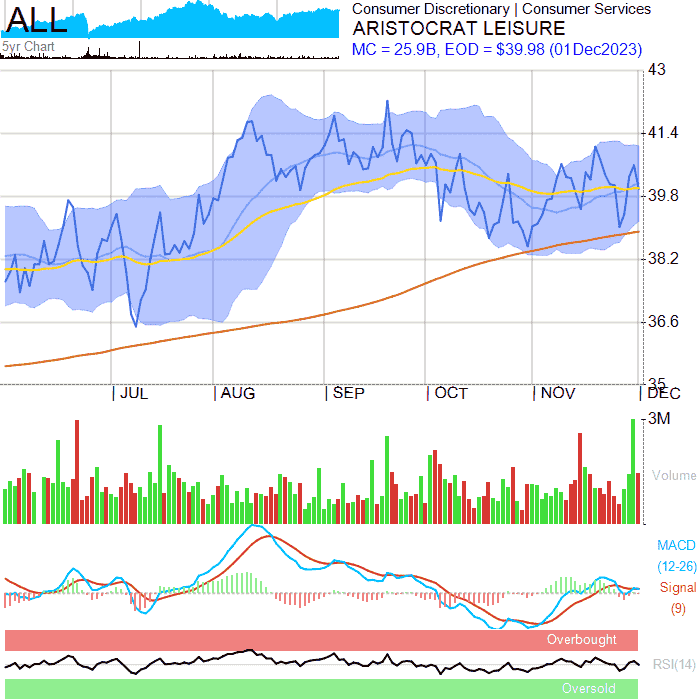 ALL
5yr Chart
Consumer Discretionary | Consumer Services
ARISTOCRAT LEISURE
MC = 25.9B, EOD = $39.98 (01Dec2023)
43
41.4
39.8
38.2
36.6
35
| JUL | AUG | SEP | OCT | NOV | DEC
3M
Volume
MACD
(12-26)
Signal
(9)
Overbought
RSI(14)
Oversold